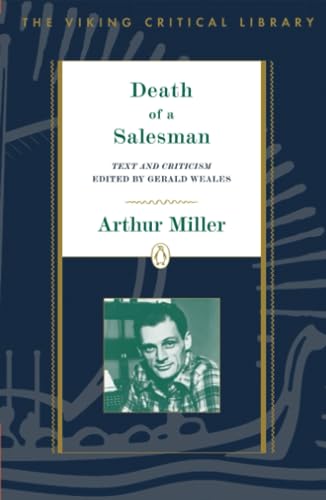 THE VIKING CRITICAL LIBRARY
Death
of a
Salesman
TEXT AND CRITICISM
EDITED BY GERALD WEALES
Arthur Miller